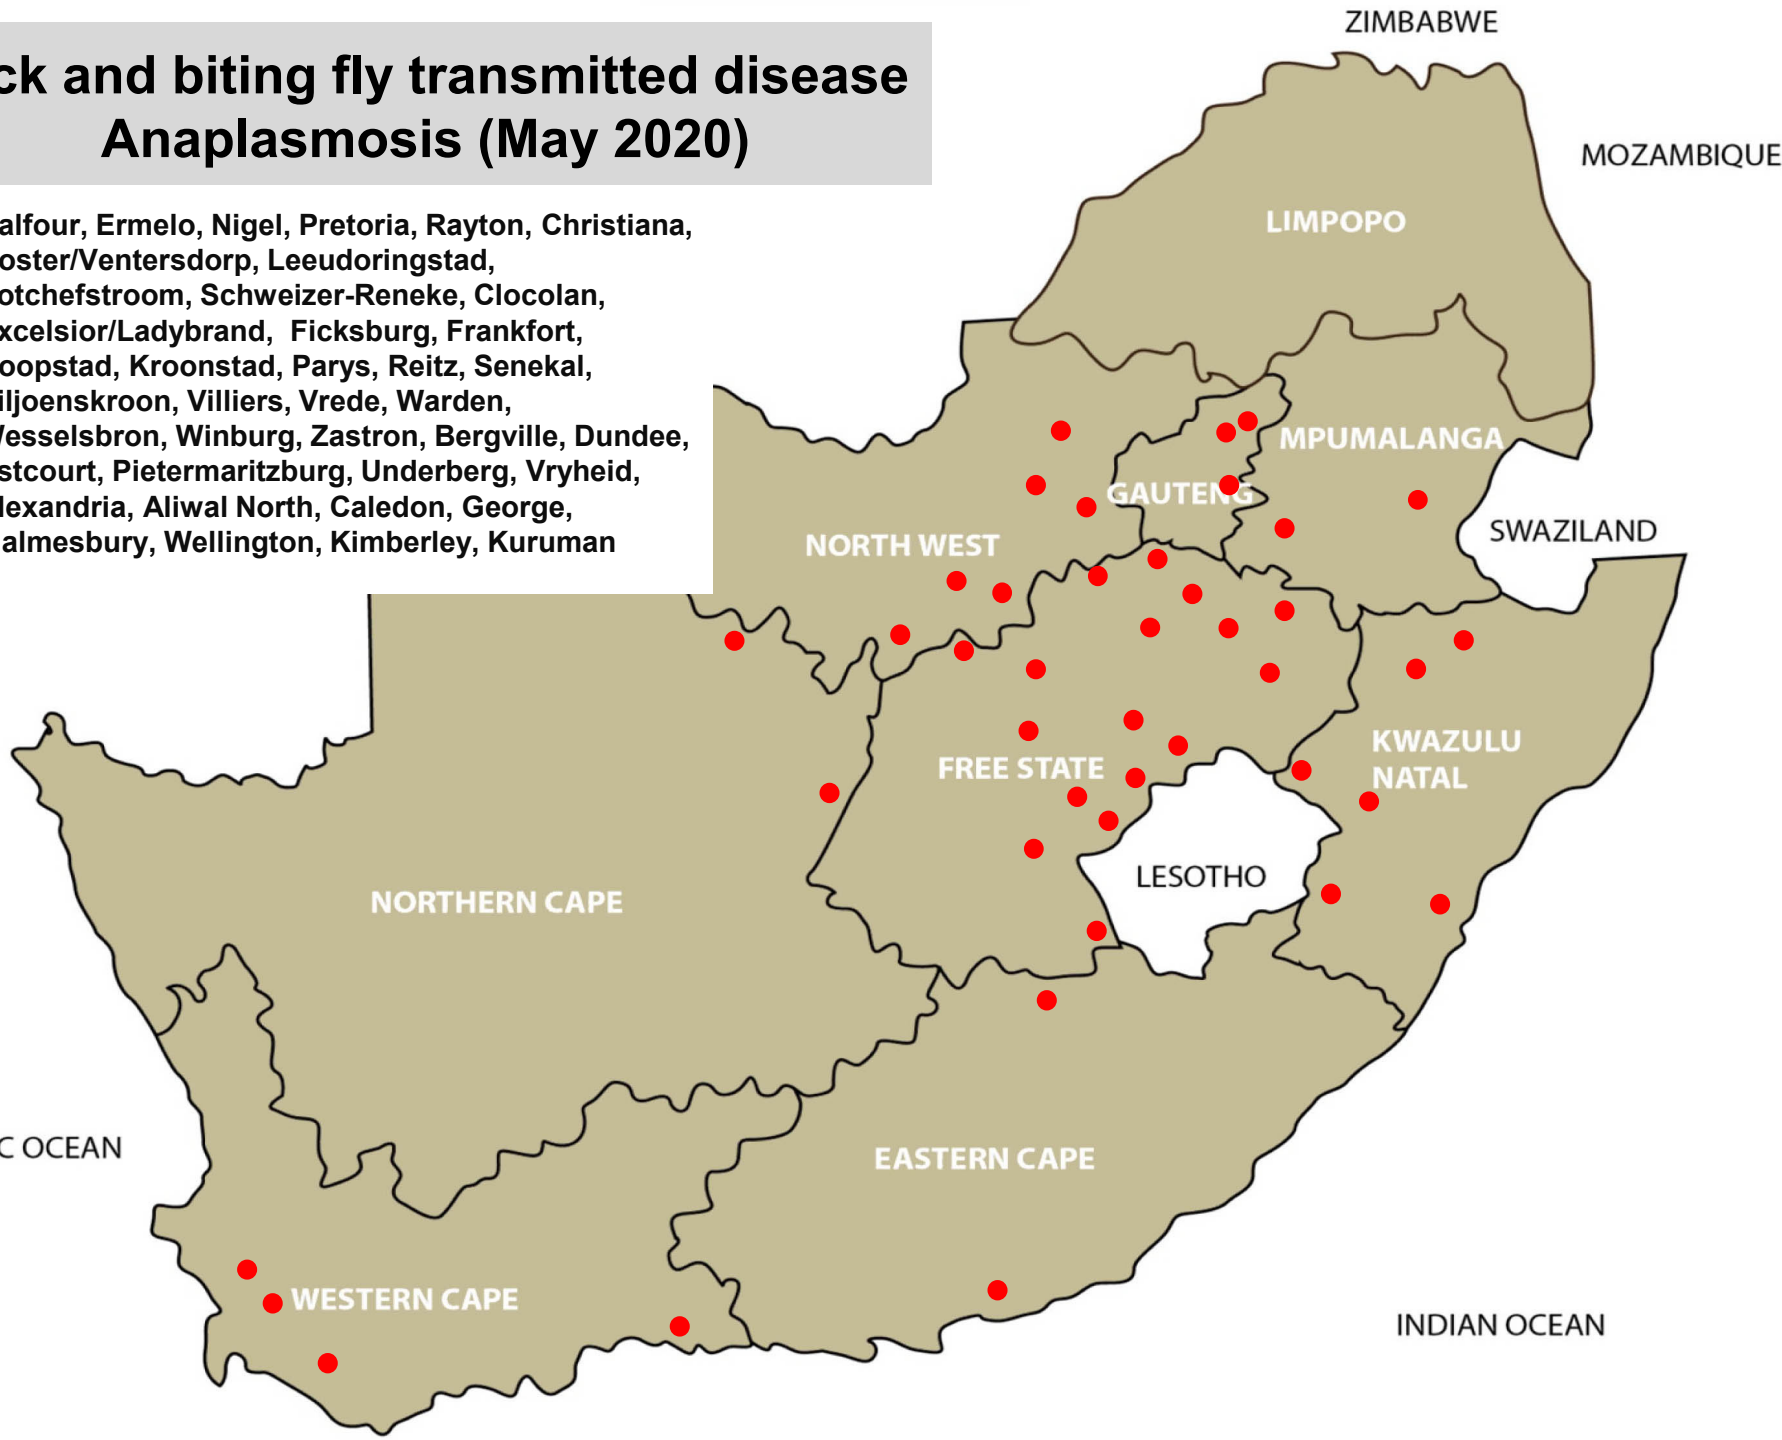 ck and biting fly transmitted disease
Anaplasmosis (May 2020)
alfour, Ermelo, Nigel, Pretoria, Rayton, Christiana,
oster/Ventersdorp, Leeudoringstad,
otchefstroom, Schweizer-Reneke, Clocolan,
xcelsior/Ladybrand, Ficksburg, Frankfort,
oopstad, Kroonstad, Parys, Reitz, Senekal,
iljoenskroon, Villiers, Vrede, Warden,
esselsbron, Winburg, Zastron, Bergville, Dundee,
stcourt, Pietermaritzburg, Underberg, Vryheid,
lexandria, Aliwal North, Caledon, George,
almesbury, Wellington, Kimberley, Kuruman
ZIMBABWE
MOZAMBIQUE
LIMPOPO
MPUMALANGA
GAUTENG
SWAZILAND
NORTH WEST
KWAZULU
NATAL
FREE STATE
LESOTHO
NORTHERN CAPE
C OCEAN
EASTERN CAPE
WESTERN CAPE
INDIAN OCEAN